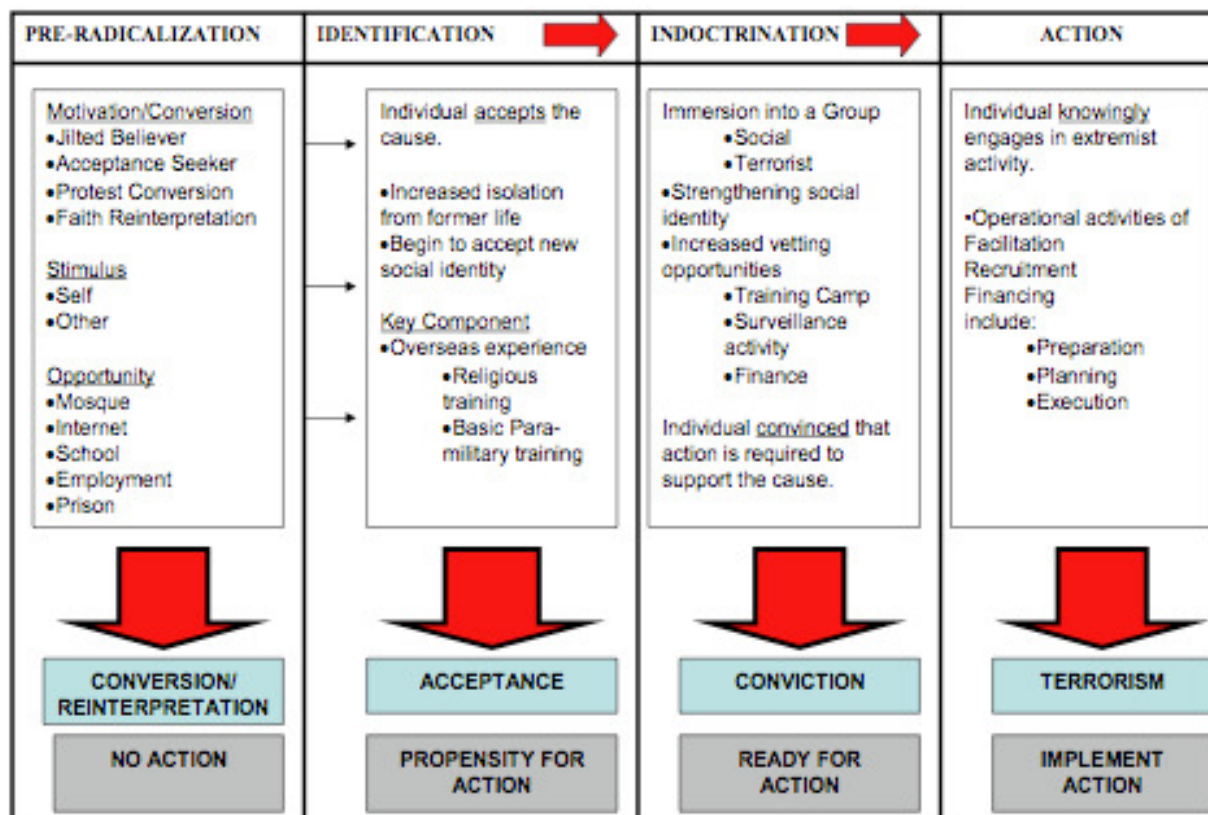 PRE-RADICALIZATION
IDENTIFICATION
INDOCTRINATION
ACTION
Motivation/Conversion
•Jilted Believer
•Acceptance Seeker
•Protest Conversion
•Faith Reinterpretation
Stimulus
•Self
•Other
Opportunity
•Mosque
•Internet
•School
•Employment
•Prison
Individual accepts the
cause.
•Increased isolation
from former life
•Begin to accept new
social identity
Key Component
•Overseas experience
•Religious
training
•Basic Para-
military training
Immersion into a Group
•Social
•Terrorist
•Strengthening social
identity
•Increased vetting
opportunities
•Training Camp
•Surveillance
activity
•Finance
Individual convinced that
action is required to
support the cause.
Individual knowingly
engages in extremist
activity.
•Operational activities of
Facilitation
Recruitment
Financing
include:
•Preparation
•Planning
•Execution
CONVERSION/
REINTERPRETATION
ACCEPTANCE
CONVICTION
TERRORISM
NO ACTION
PROPENSITY FOR
ACTION
READY FOR
ACTION
IMPLEMENT
ACTION